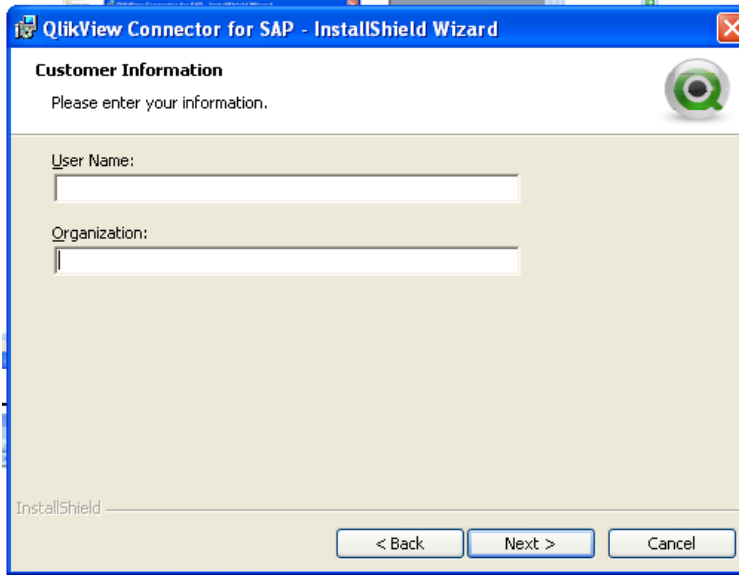 QlikView Connector for SAP - InstallShield Wizard
Customer Information
Please enter your information.
User Name:
Organization:
InstallShield
< Back
Next >
Cancel